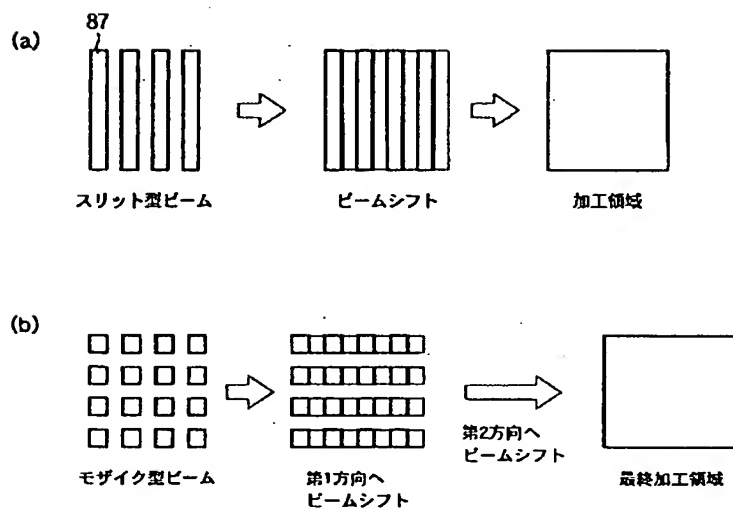 (a)
87
スリット型ビーム
ビームシフト
加工領域
(b)
モザイク型ビーム
第1方向へ
ビームシフト
第2方向へ
ビームシフト
最終加工領域